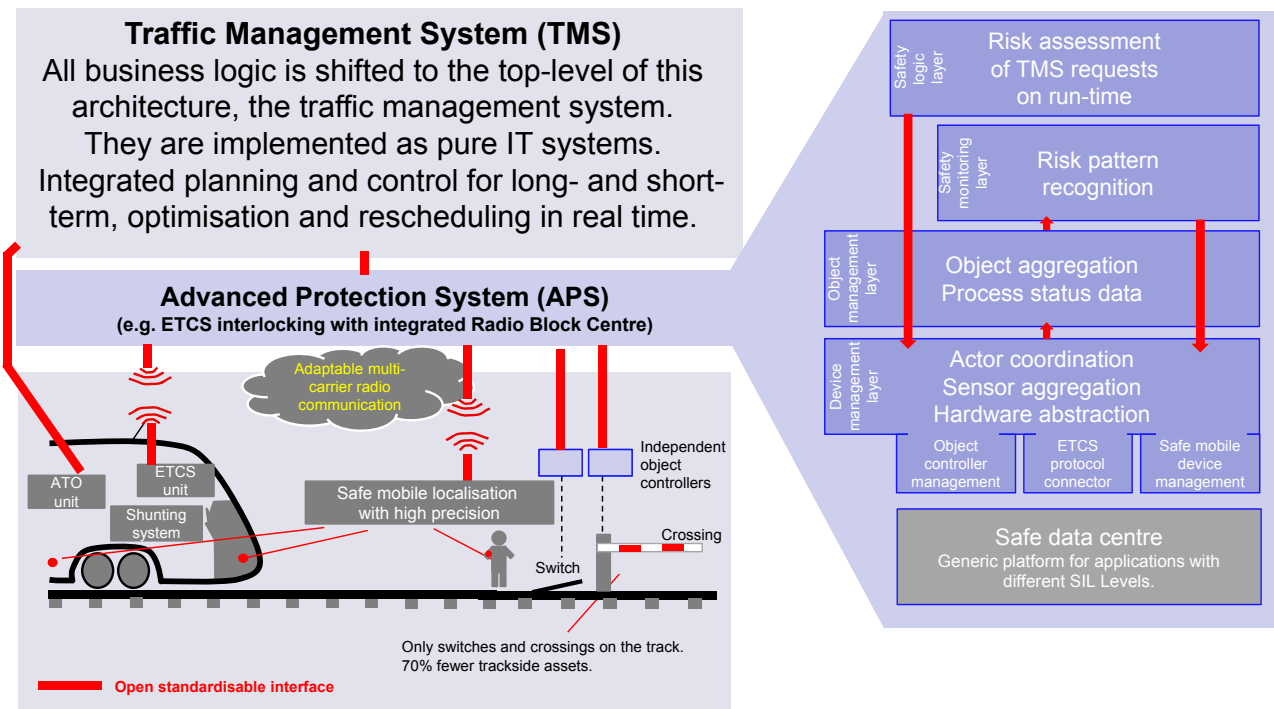 Traffic Management System (TMS)
All business logic is shifted to the top-level of this
architecture, the traffic management system.
They are implemented as pure IT systems.
Integrated planning and control for long- and short-
term, optimisation and rescheduling in real time.
Advanced Protection System (APS)
(e.g. ETCS interlocking with integrated Radio Block Centre)
Adaptable multi-
carrier radio
communication
ATO
unit
ETCS
unit
Shunting
system
Safe mobile localisation
with high precision
Independent
object
controllers
Crossing
Switch
Only switches and crossings on the track.
70% fewer trackside assets.
Open standardisable interface
Safety
logic
layer
Risk assessment
of TMS requests
on run-time
Safety
monitoring
layer
Risk pattern
recognition
Object
management
layer
Object aggregation
Process status data
Device
management
layer
Actor coordination
Sensor aggregation
Hardware abstraction
Object
controller
management
ETCS
protocol
connector
Safe mobile
device
management
Safe data centre
Generic platform for applications with
different SIL Levels.